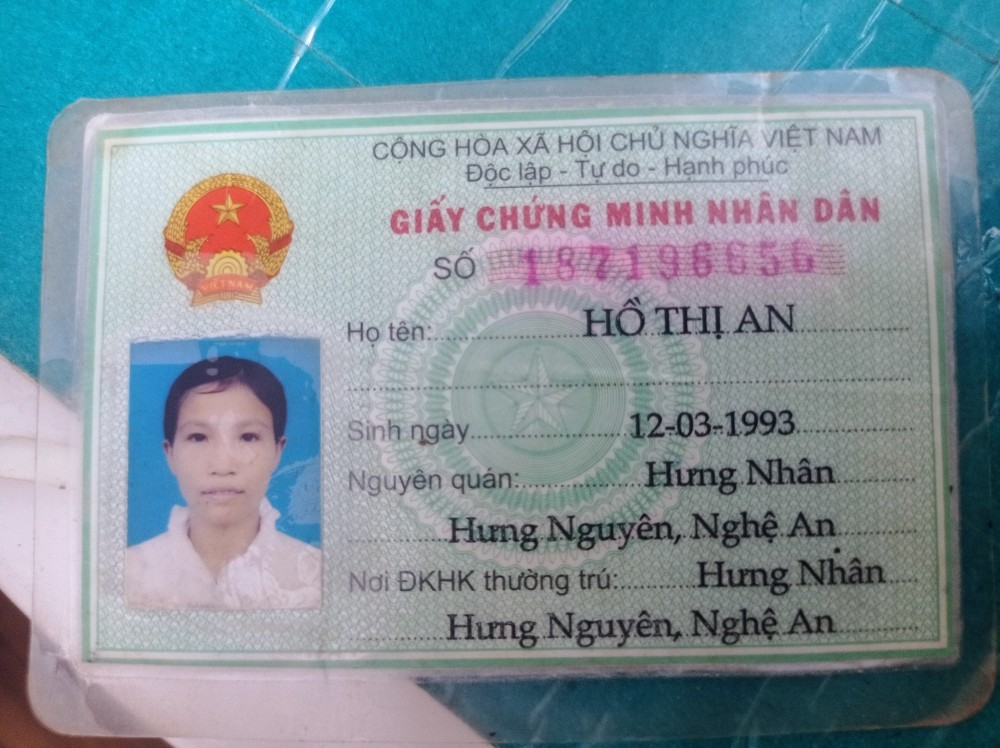 CỘNG HÒA XÃ HỘI CHỦ NGHĨA VIỆT NAM
Độc lập - Tự do - Hạnh phúc
GIẤY CHỨNG MINH NHÂN DÂN
SỐ 187196656
Họ tên: HỒ THỊ AN
Sinh ngày 12-03-1993
Nguyên quán: Hưng Nhân
Hưng Nguyên, Nghệ An
Nơi ĐKHK thường trú: Hưng Nhân
Hưng Nguyên, Nghệ An
VIỆT NAM